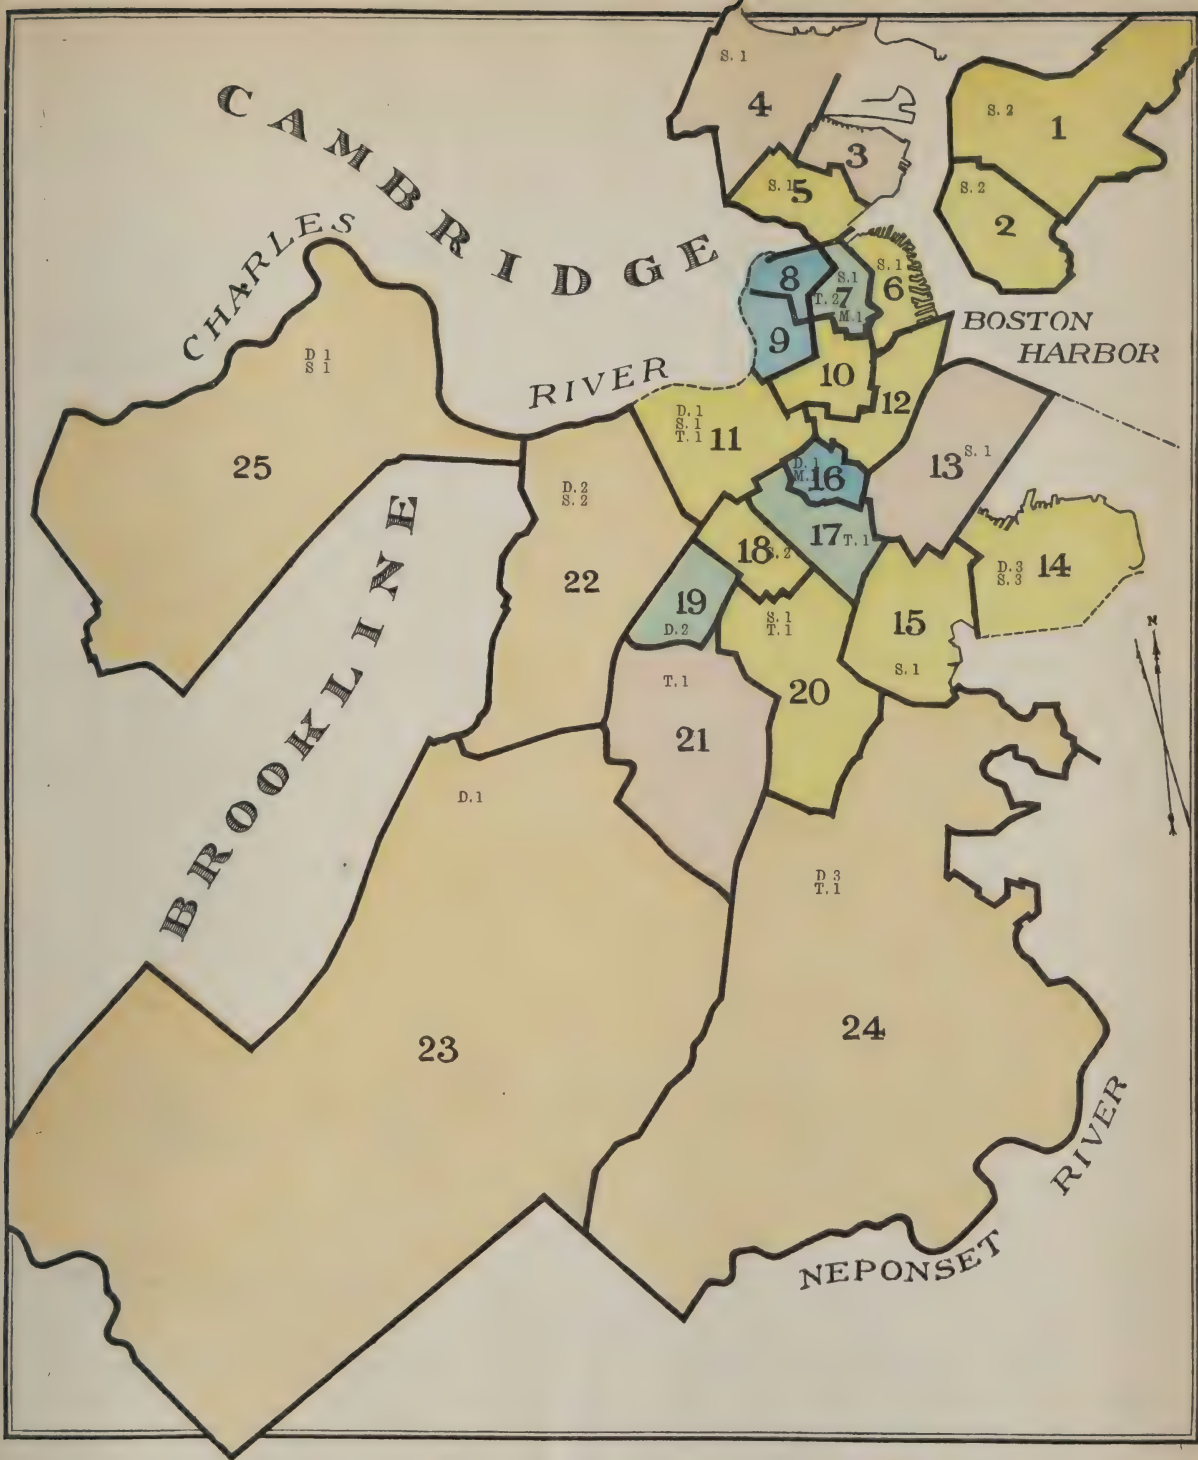 CAMBRIDGE
CHARLES
RIVER
BOSTON
HARBOR
BROOKLINE
NEPONSET
RIVER
N
S. 1
4
3
S. 1
5
S. 2
1
S. 2
2
8
S. 1
T. 2
7
M. 1
S. 1
6
9
10
12
D. 1
S. 1
T. 1
11
S. 1
13
D. 1
M.
16
17
T. 1
18
S. 2
D. 3
S. 3
14
15
S. 1
19
D. 2
S. 1
T. 1
20
T. 1
21
D. 2
S. 2
22
D 1
S 1
25
D. 1
23
D 3
T. 1
24